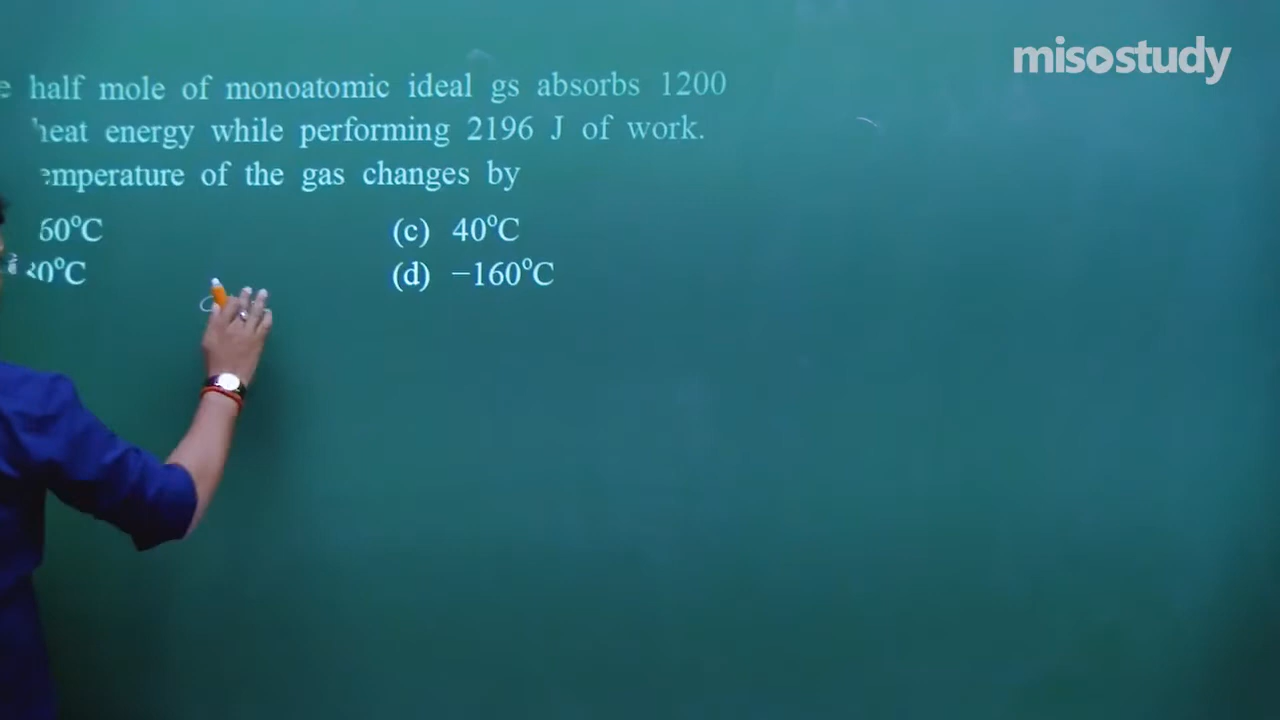 misostudy
half mole of monoatomic ideal gs absorbs 1200
heat energy while performing 2196 J of work.
emperature of the gas changes by
60°C (c) 40°C
0°C (d) −160°C